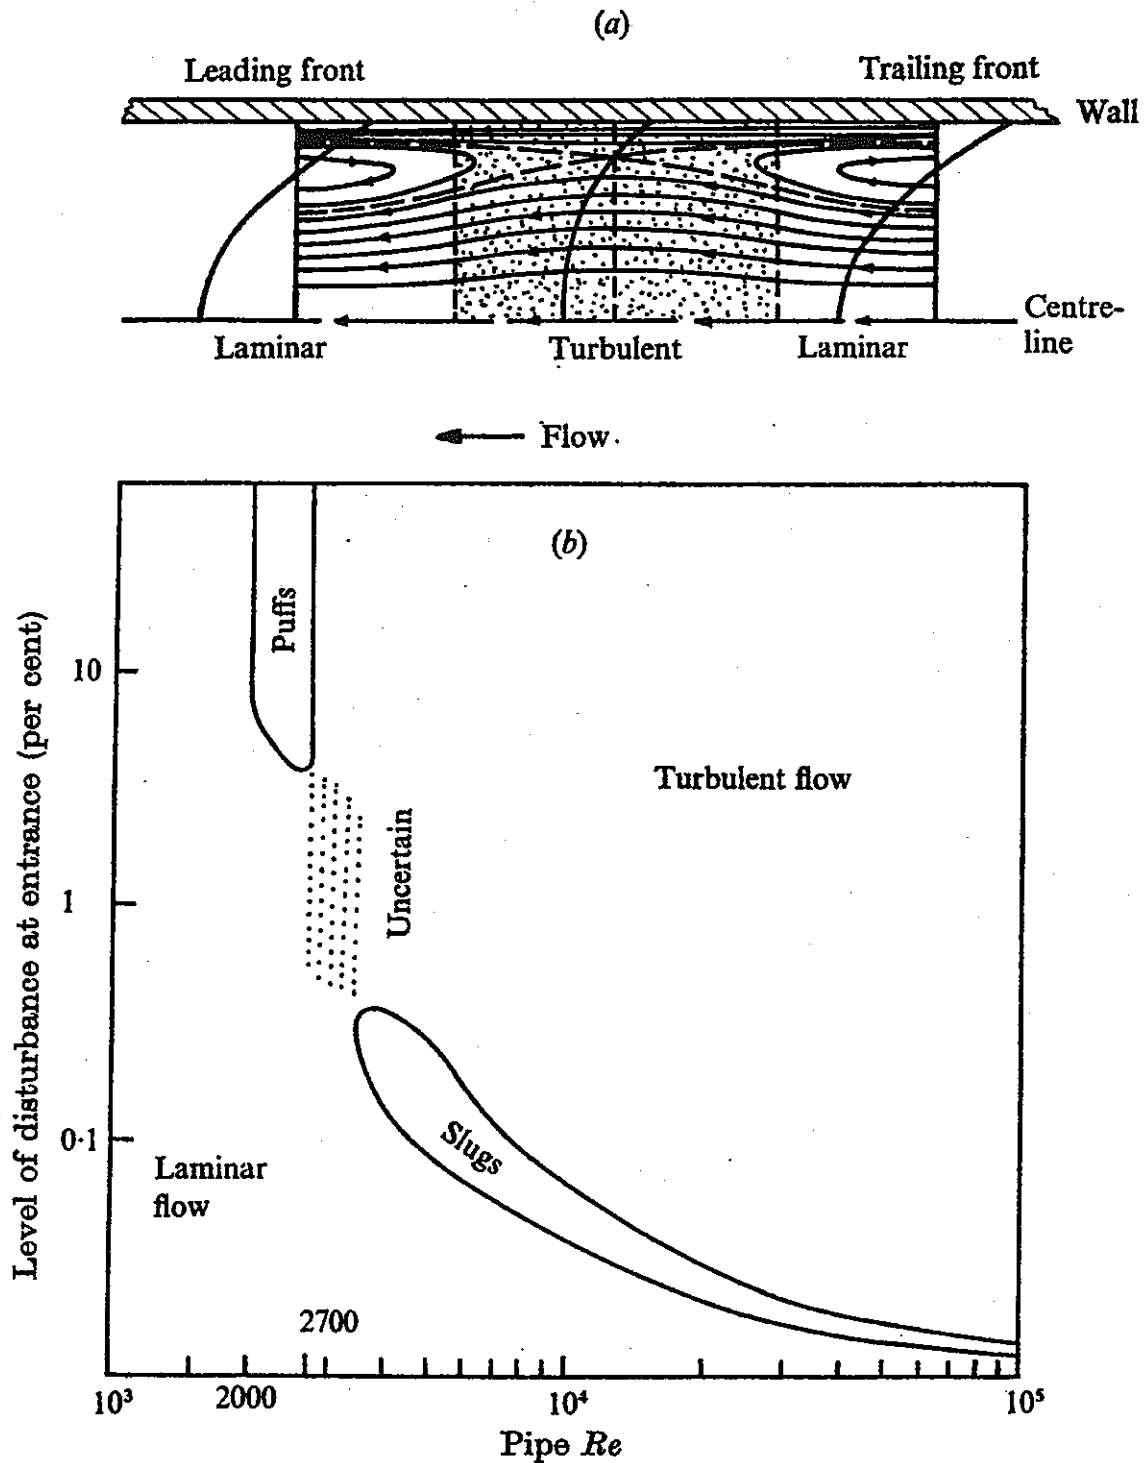 (a)
Leading front
Trailing front
Wall
Centre-
line
Laminar
Turbulent
Laminar
Flow
(b)
Puffs
10
Turbulent flow
Uncertain
1
Level of disturbance at entrance (per cent)
0·1
Slugs
Laminar
flow
2700
10³
2000
10⁴
10⁵
Pipe Re